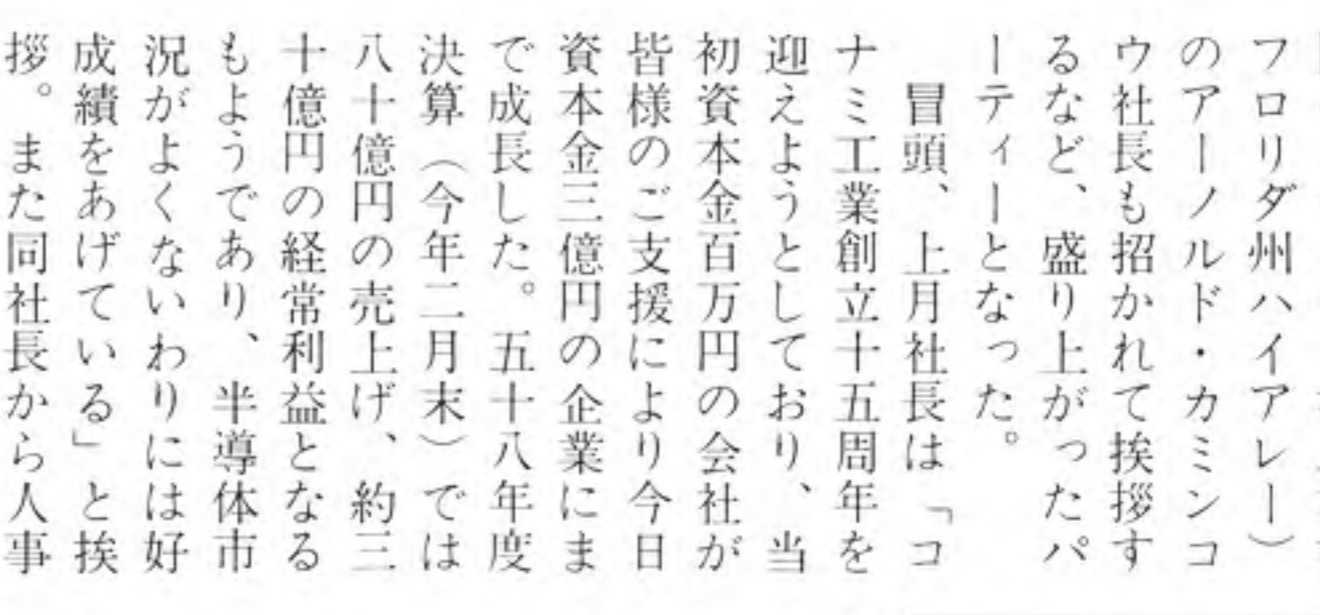 フロリダ州ハイアレー）
のアーノルド・カミンコ
ウ社長も招かれて挨拶す
るなど、盛り上がったパ
ーティーとなった。
冒頭、上月社長は「コ
ナミ工業創立十五周年を
迎えようとしており、当
初資本金百万円の会社が
皆様のご支援により今日
資本金三億円の企業にま
で成長した。五十八年度
決算（今年二月末）では
八十億円の売上げ、約三
十億円の経常利益となる
もようであり、半導体市
況がよくないわりには好
成績をあげている」と挨
拶。また同社長から人事